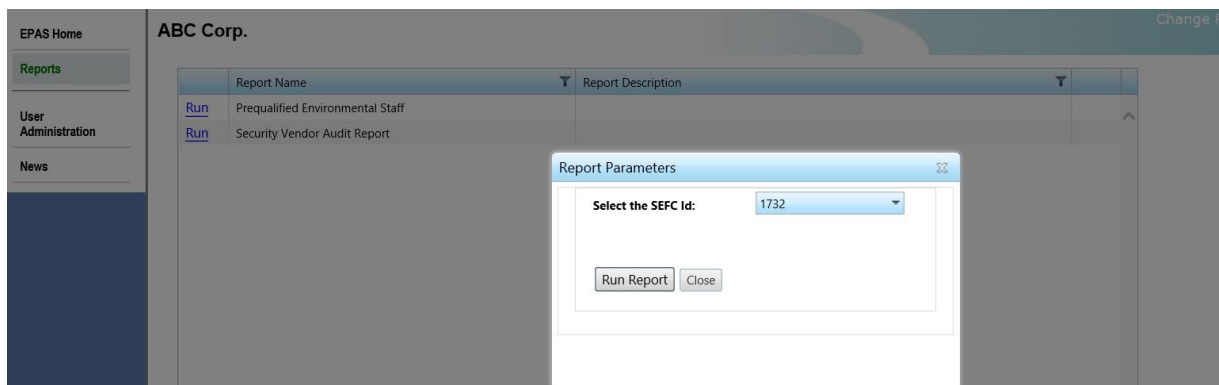 Change
EPAS Home
ABC Corp.
Reports
Report Name
Report Description
Run
Prequalified Environmental Staff
Run
Security Vendor Audit Report
User
Administration
News
Report Parameters
Select the SEFC Id:
1732
Run Report
Close